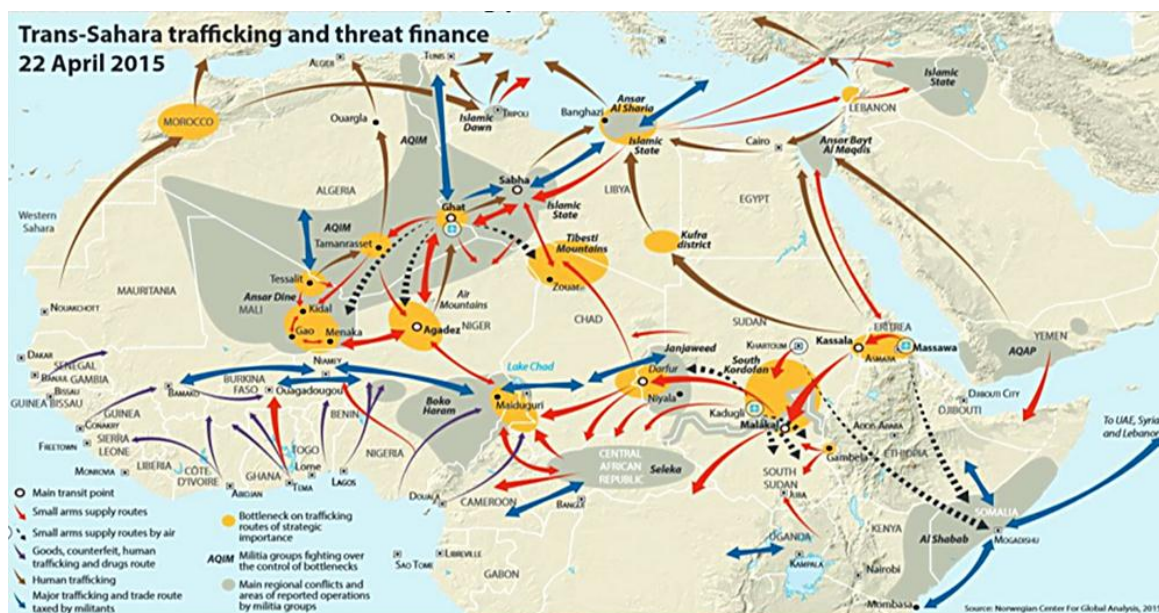 Trans-Sahara trafficking and threat finance
22 April 2015
ALGER
TUNIS
MOROCCO
Ouargla
Islamic
Dawn
TRIPOLI
Banghazi
Ansar
Al Sharia
Islamic
State
LEBANON
Islamic
State
Cairo
Ansar Bayt
Al Maqdis
AQIM
Western
Sahara
ALGERIA
Sabha
LIBYA
EGYPT
Ghat
Islamic
State
AQIM
Tamanrasset
Tibesti
Mountains
Kufra
district
Tessalit
Zouar
MAURITANIA
Ansar Dine
MALI
Kidal
Air
Mountains
NOUAKCHOTT
Gao
Menaka
Agadez
NIGER
CHAD
SUDAN
ERITREA
YEMEN
Kassala
Massawa
ASMARA
AQAP
DAKAR
SENEGAL
BANJUL
GAMBIA
BISSAU
GUINEA BISSAU
NIAMEY
Lake Chad
Janjaweed
KHARTOUM
South
Kordofan
BAMAKO
BURKINA
FASO
Ouagadougou
Boko
Haram
Maiduguri
Darfur
Niyala
DJIBOUTI CITY
DJIBOUTI
GUINEA
CONAKRY
BENIN
Kadugli
Malakal
ADDIS ABABA
To UAE, Syria
and Lebanon
FREETOWN
SIERRA
LEONE
TOGO
NIGERIA
Gambela
ETHIOPIA
MONROVIA
LIBERIA
CÔTE
D'IVOIRE
GHANA
Lome
CENTRAL
AFRICAN
REPUBLIC
Seleka
SOUTH
SUDAN
ABIDJAN
TEMA
LAGOS
DOUALA
CAMEROON
BANGUI
JUBA
SOMALIA
KENYA
Al Shabab
MOGADISHU
UGANDA
KAMPALA
Nairobi
LIBREVILLE
SAO TOME
GABON
Mombasa
Main transit point
Small arms supply routes
Small arms supply routes by air
Goods, counterfeit, human
trafficking and drugs route
Human trafficking
Major trafficking and trade route
taxed by militants
Bottleneck on trafficking
routes of strategic
importance
AQIM
Militia groups fighting over
the control of bottlenecks
Main regional conflicts and
areas of reported operations
by militia groups
Source: Norwegian Center For Global Analysis, 201